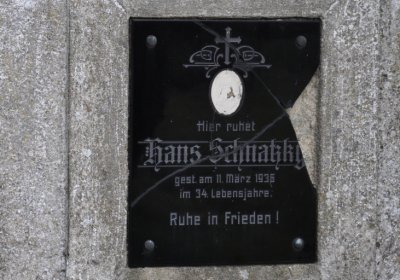 Hier ruhet
Hans Schnatzky
gest. am 11. März 1936
im 34. Lebensjahre.
Ruhe in Frieden !